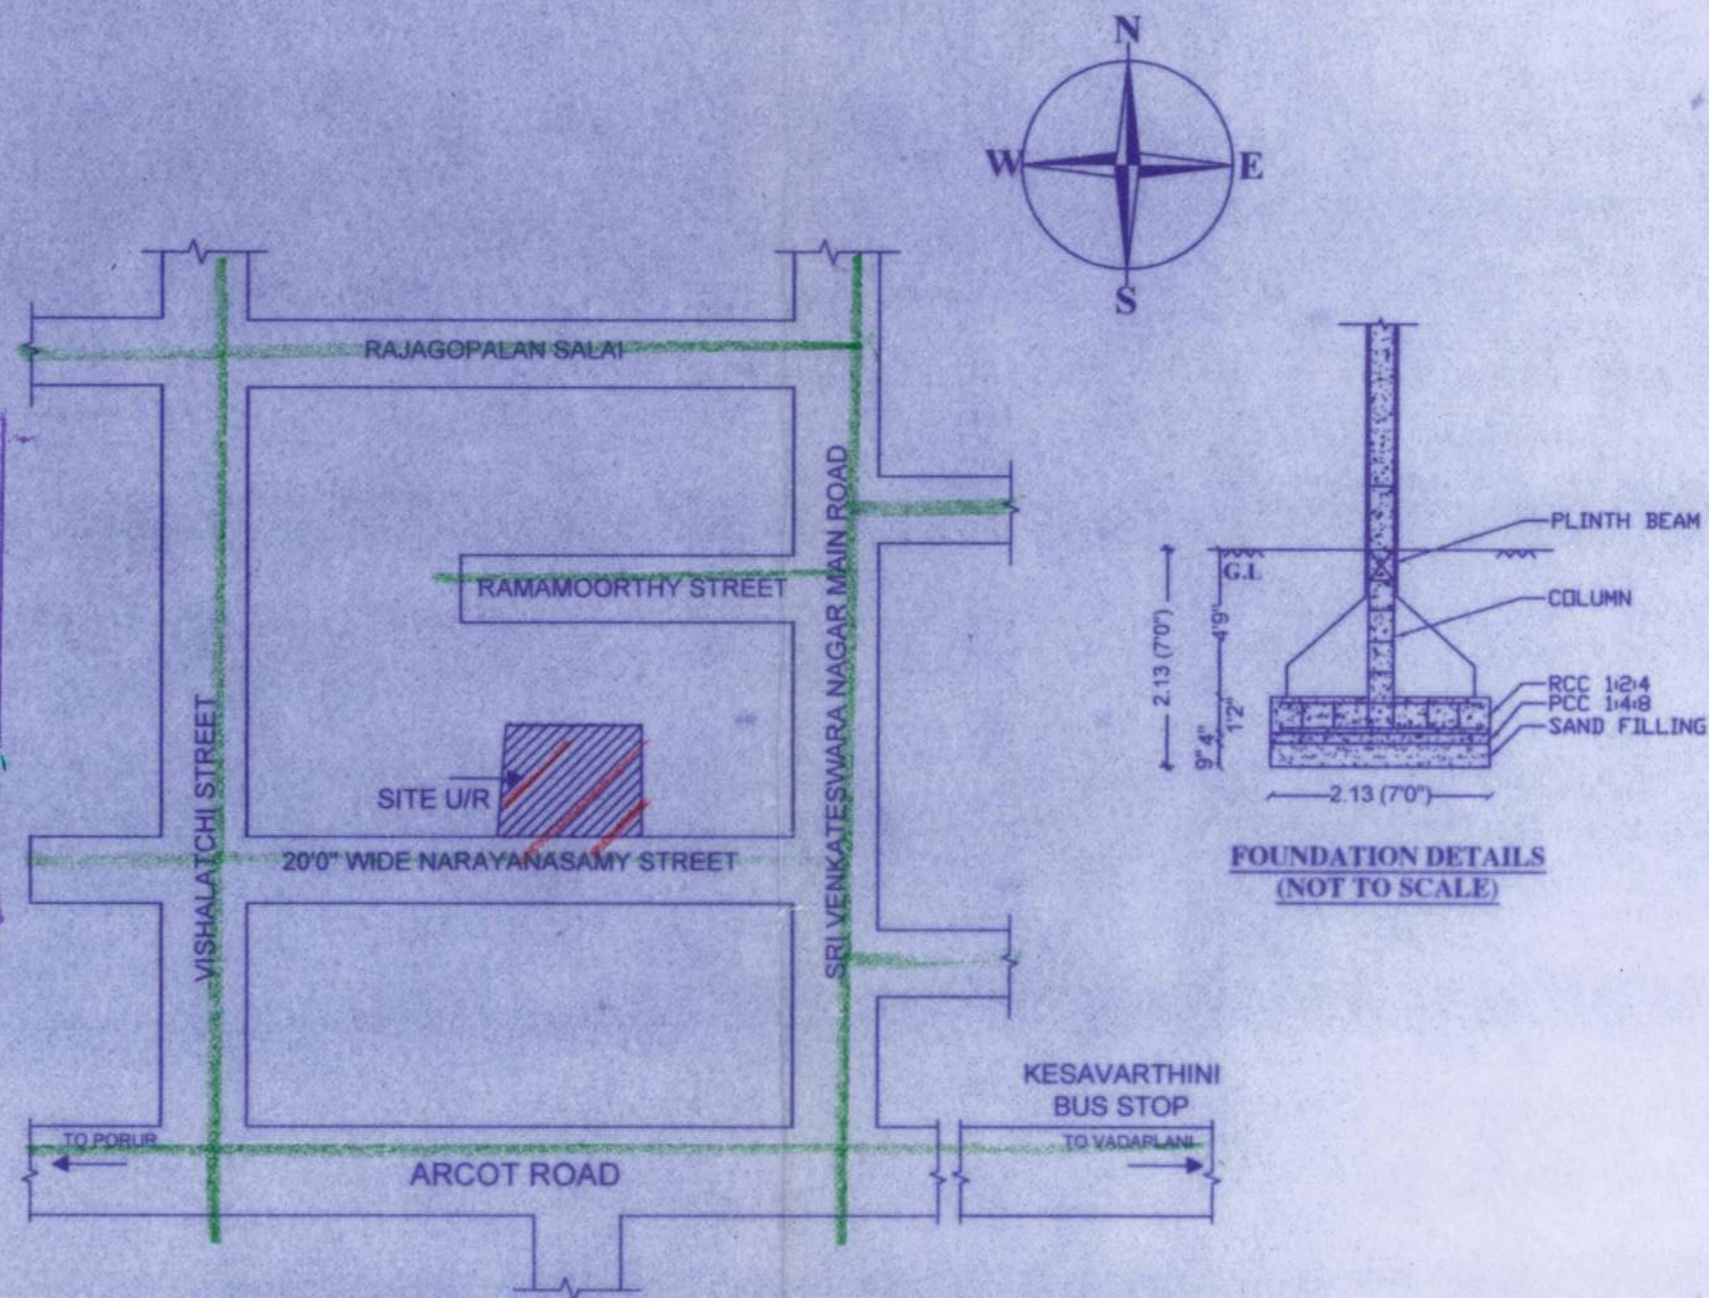 N
W
E
S
RAJAGOPALAN SALAI
RAMAMOORTHY STREET
SRI VENKATESWARA NAGAR MAIN ROAD
VISHALATCHI STREET
SITE U/R
20'0" WIDE NARAYANASAMY STREET
KESAVARTHINI
BUS STOP
TO PORUR
TO VADAPLANI
ARCOT ROAD
PLINTH BEAM
G.L
COLUMN
2.13 (7'0")
4'9"
1'2"
4"
9"
RCC 1:2:4
PCC 1:4:8
SAND FILLING
2.13 (7'0")
FOUNDATION DETAILS
(NOT TO SCALE)